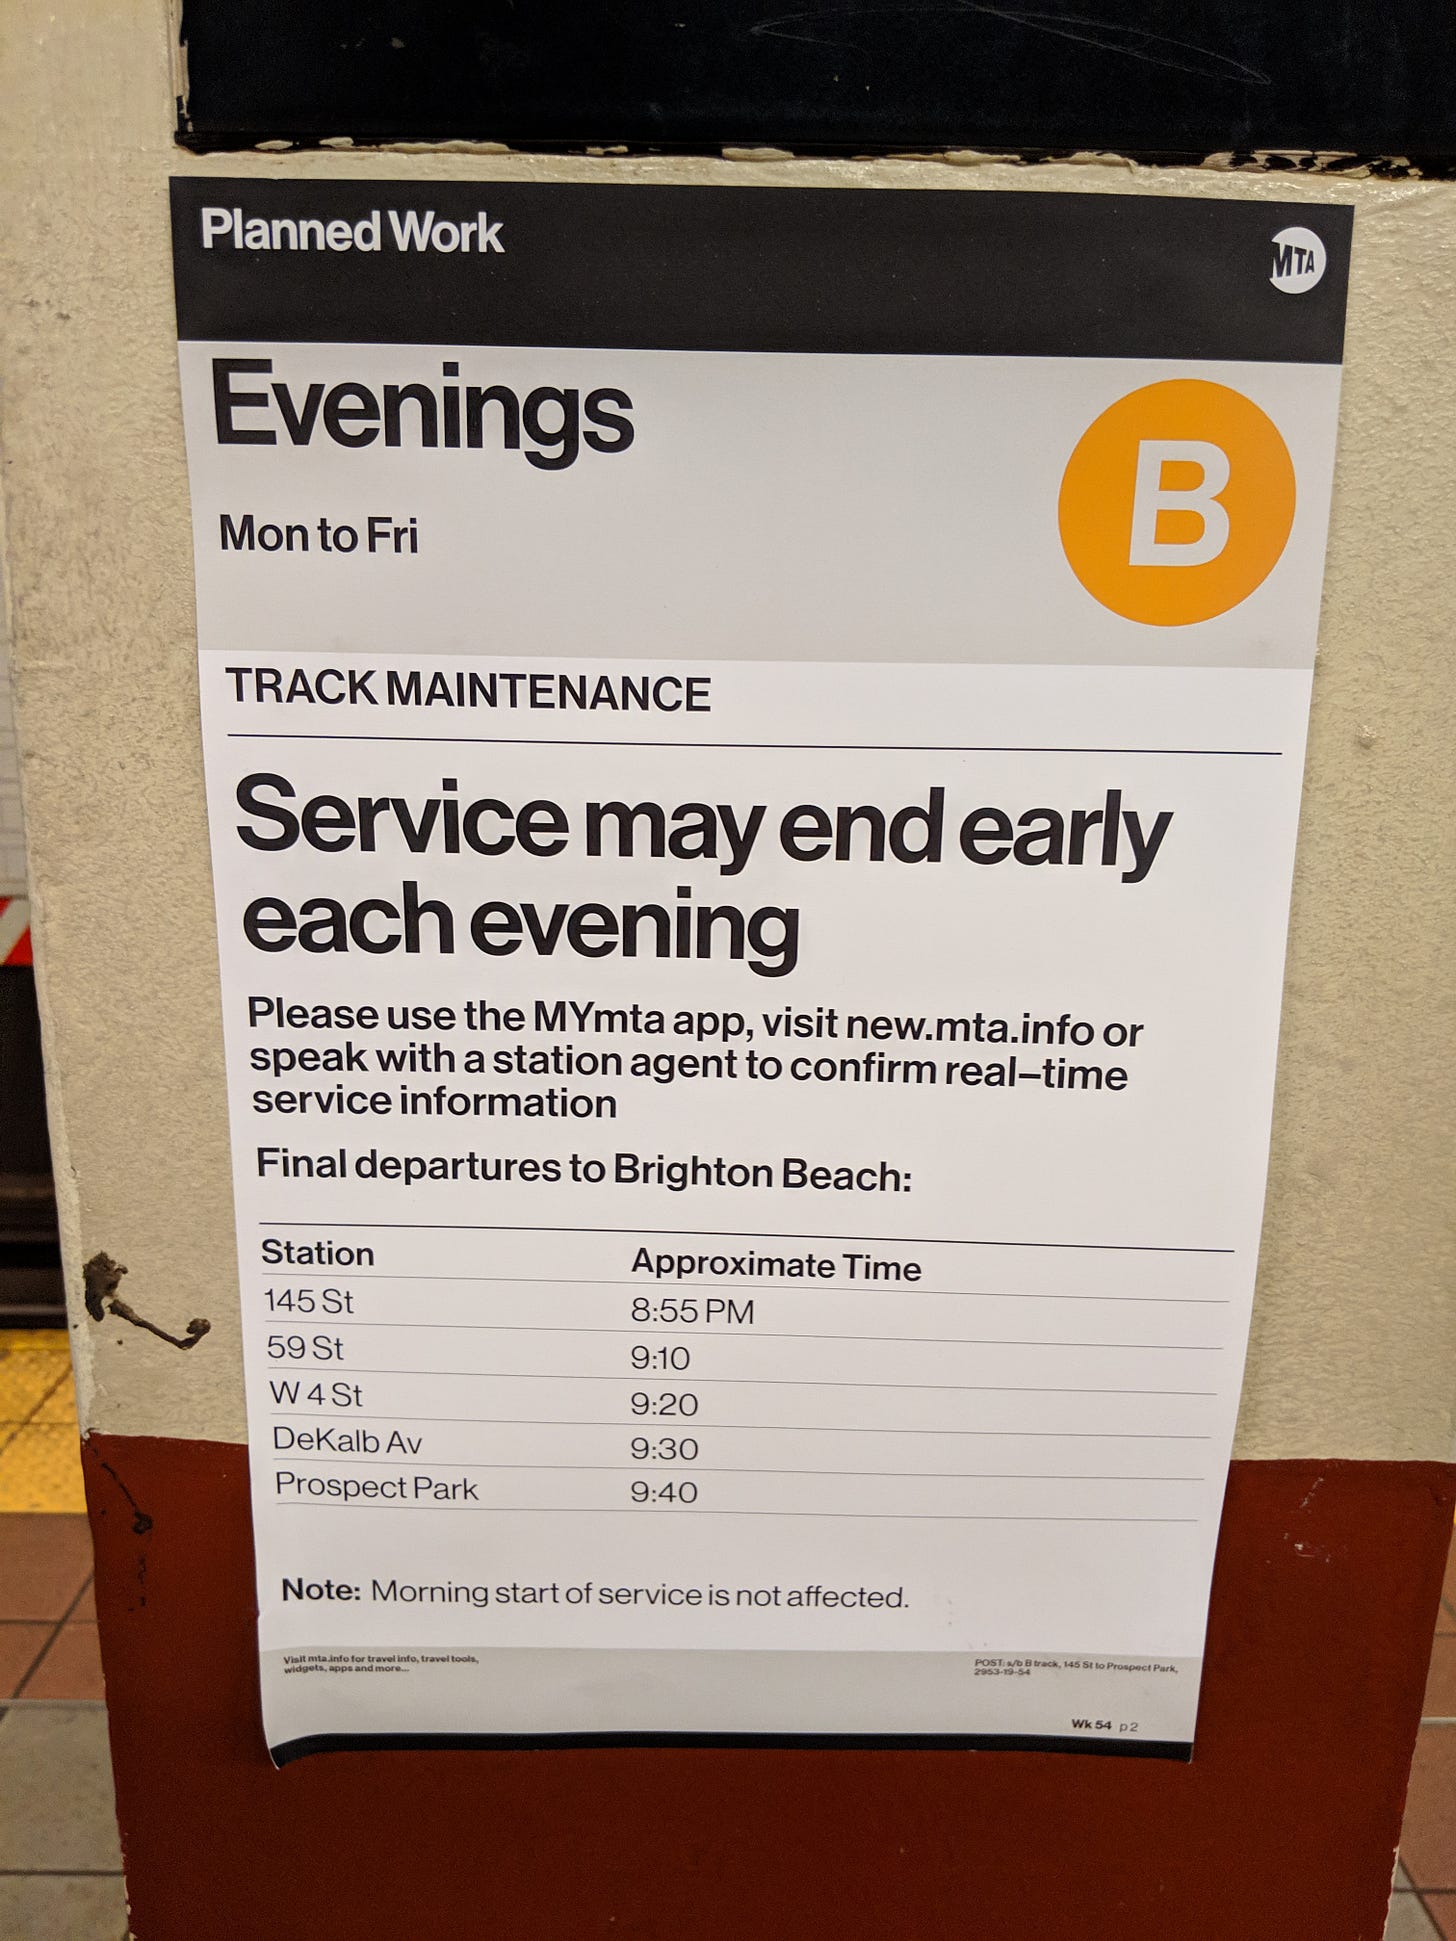 Planned Work
MTA
Evenings
B
Mon to Fri
TRACK MAINTENANCE
Service may end early
each evening
Please use the MYmta app, visit new.mta.info or
speak with a station agent to confirm real–time
service information
Final departures to Brighton Beach:
Station Approximate Time
145 St 8:55 PM
59 St 9:10
W 4 St 9:20
DeKalb Av 9:30
Prospect Park 9:40
Note: Morning start of service is not affected.
Visit mta.info for travel info, travel tools,
widgets, apps and more...
POST: s/b B track, 145 St to Prospect Park,
2953-19-54
Wk 54 p2